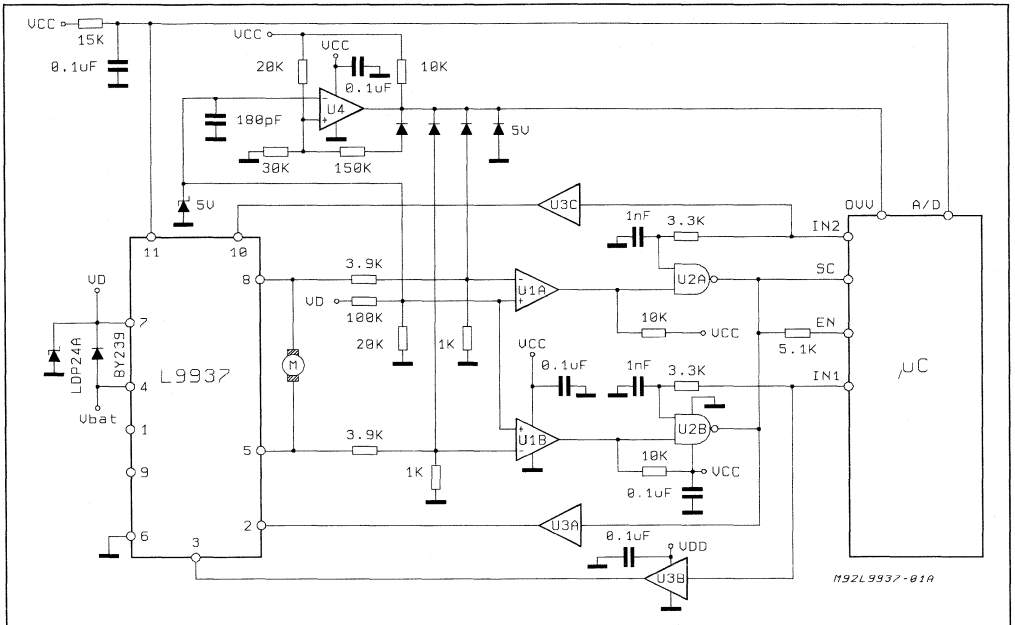 VCC
15K
0.1uF
VCC
VCC
20K
0.1uF
10K
180pF
U4
5V
30K
150K
5V
U3C
1nF
3.3K
OVV
A/D
IN2
11
10
8
3.9K
U1A
U2A
SC
VD
VD
100K
10K
VCC
EN
5.1K
7
20K
1K
LDP24A
BY239
L9937
M
VCC
0.1uF
1nF
3.3K
IN1
µC
4
Vbat
1
5
3.9K
U1B
U2B
9
1K
10K
VCC
0.1uF
2
U3A
6
3
0.1uF
VDD
U3B
M92L9937-01A